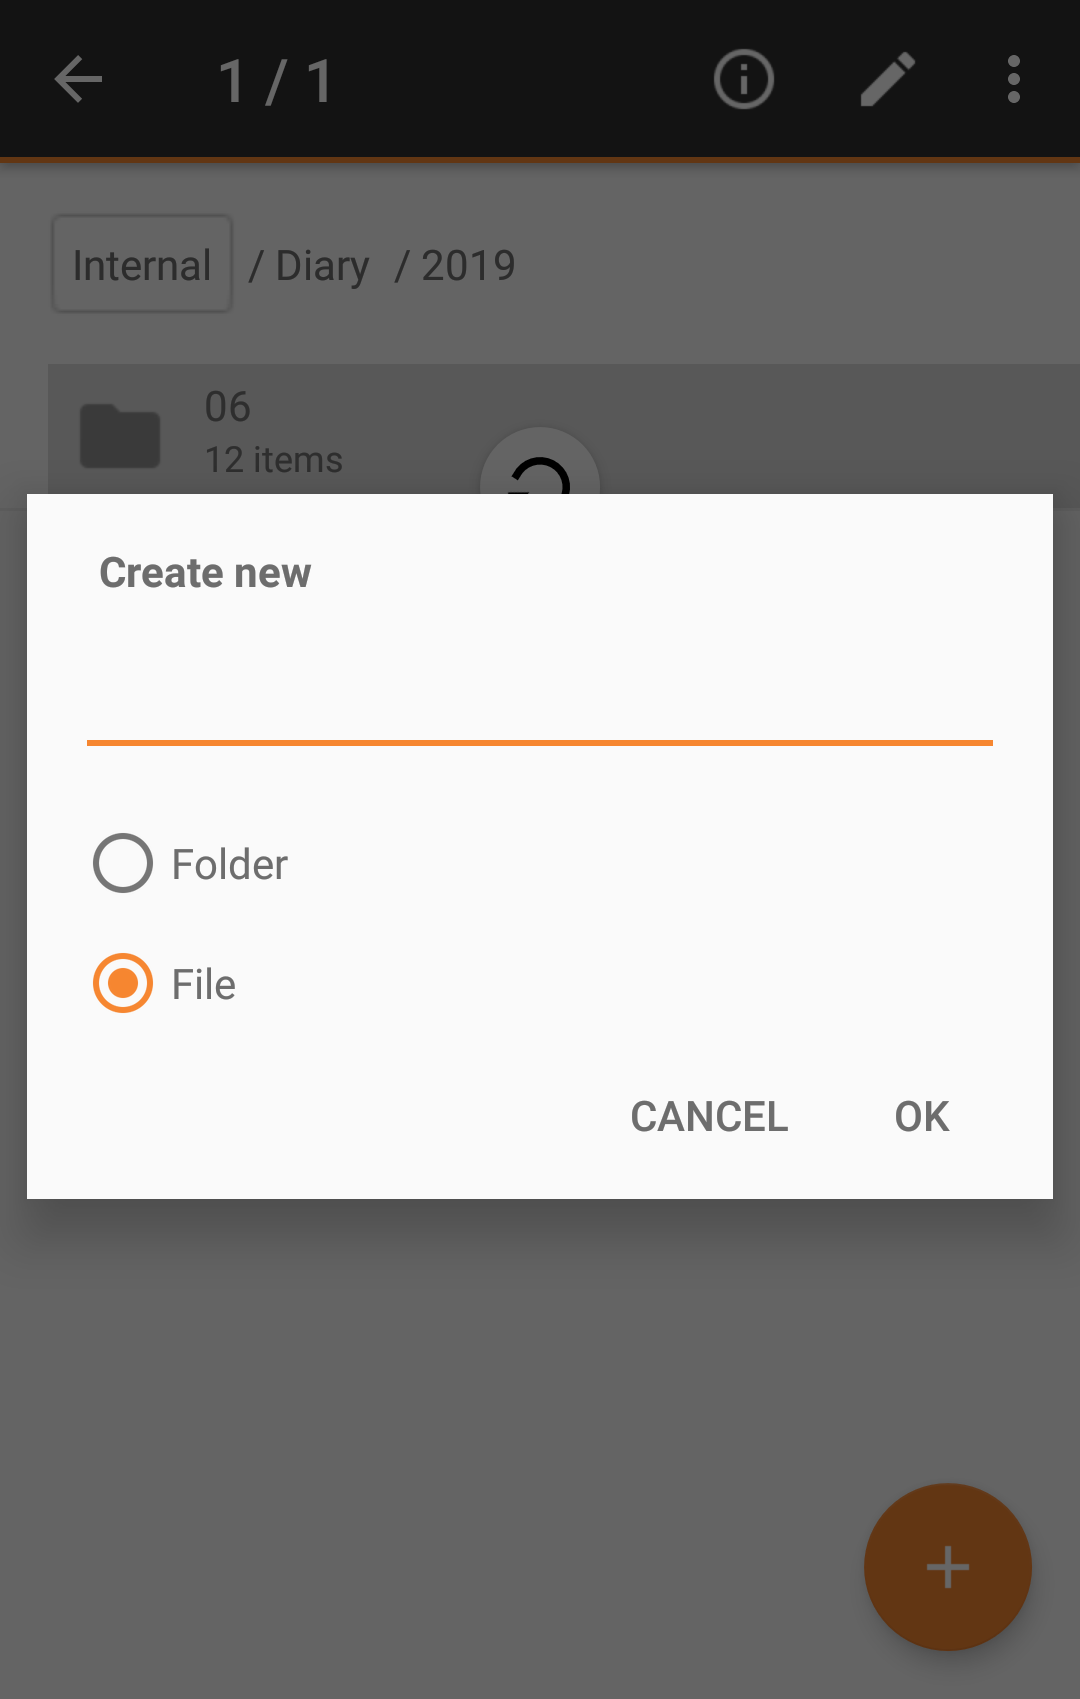 1 / 1
Internal / Diary / 2019
06
12 items
Create new
Folder
File
CANCEL OK